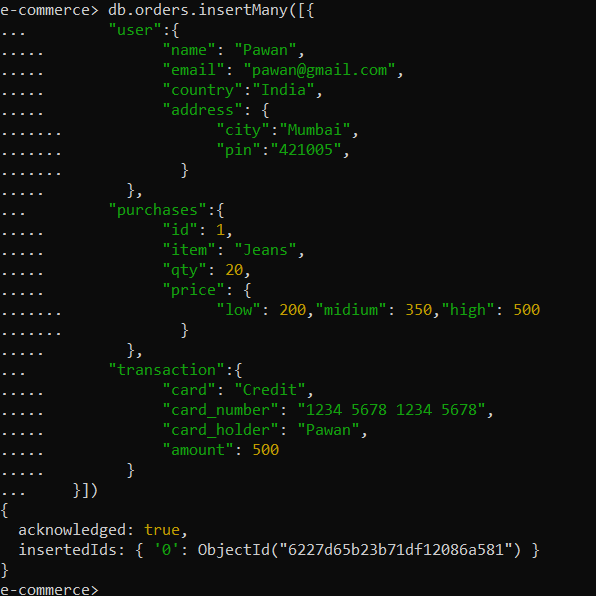 e-commerce> db.orders.insertMany([{
...         "user":{
.....             "name": "Pawan",
.....             "email": "pawan@gmail.com",
.....             "country":"India",
.....             "address": {
.......                 "city":"Mumbai",
.......                 "pin":"421005",
.......             }
.....         },
...         "purchases":{
.....             "id": 1,
.....             "item": "Jeans",
.....             "qty": 20,
.....             "price": {
.......                 "low": 200,"midium": 350,"high": 500
.......             }
.....         },
...         "transaction":{
.....             "card": "Credit",
.....             "card_number": "1234 5678 1234 5678",
.....             "card_holder": "Pawan",
.....             "amount": 500
.....         }
...     }])
{
  acknowledged: true,
  insertedIds: { '0': ObjectId("6227d65b23b71df12086a581") }
}
e-commerce>